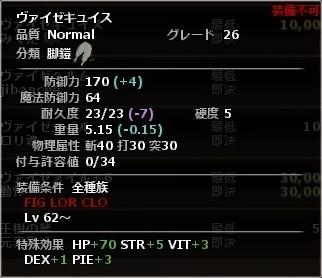 装備不可
ヴァイゼキュイス
品質 Normal グレード 26
分類 脚鎧
防御力 170 (+4)
魔法防御力 64
耐久度 23/23 (-7) 硬度 5
重量 5.15 (-0.15)
物理属性 斬40 打30 突30
付与許容値 0/34
装備条件 全種族
FIG LOR CLO
Lv 62～
特殊効果 HP+70 STR+5 VIT+3
DEX+1 PIE+3